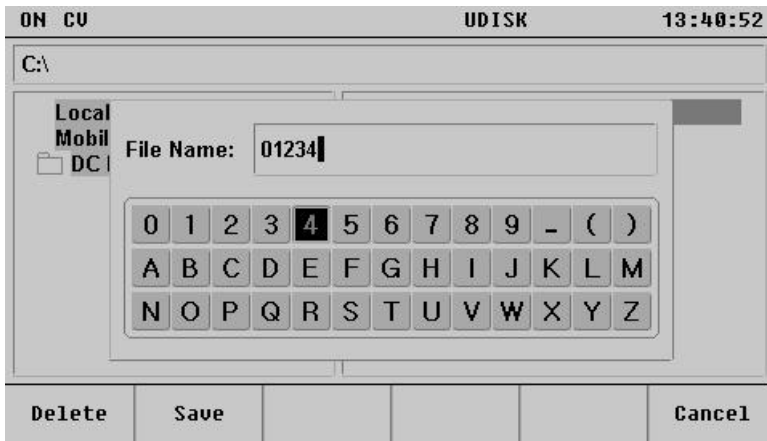 ON CV UDISK 13:40:52
C:\
Local
Mobil
DC
File Name: 01234
0 1 2 3 4 5 6 7 8 9 _ ( )
A B C D E F G H I J K L M
N O P Q R S T U V W X Y Z
Delete Save Cancel